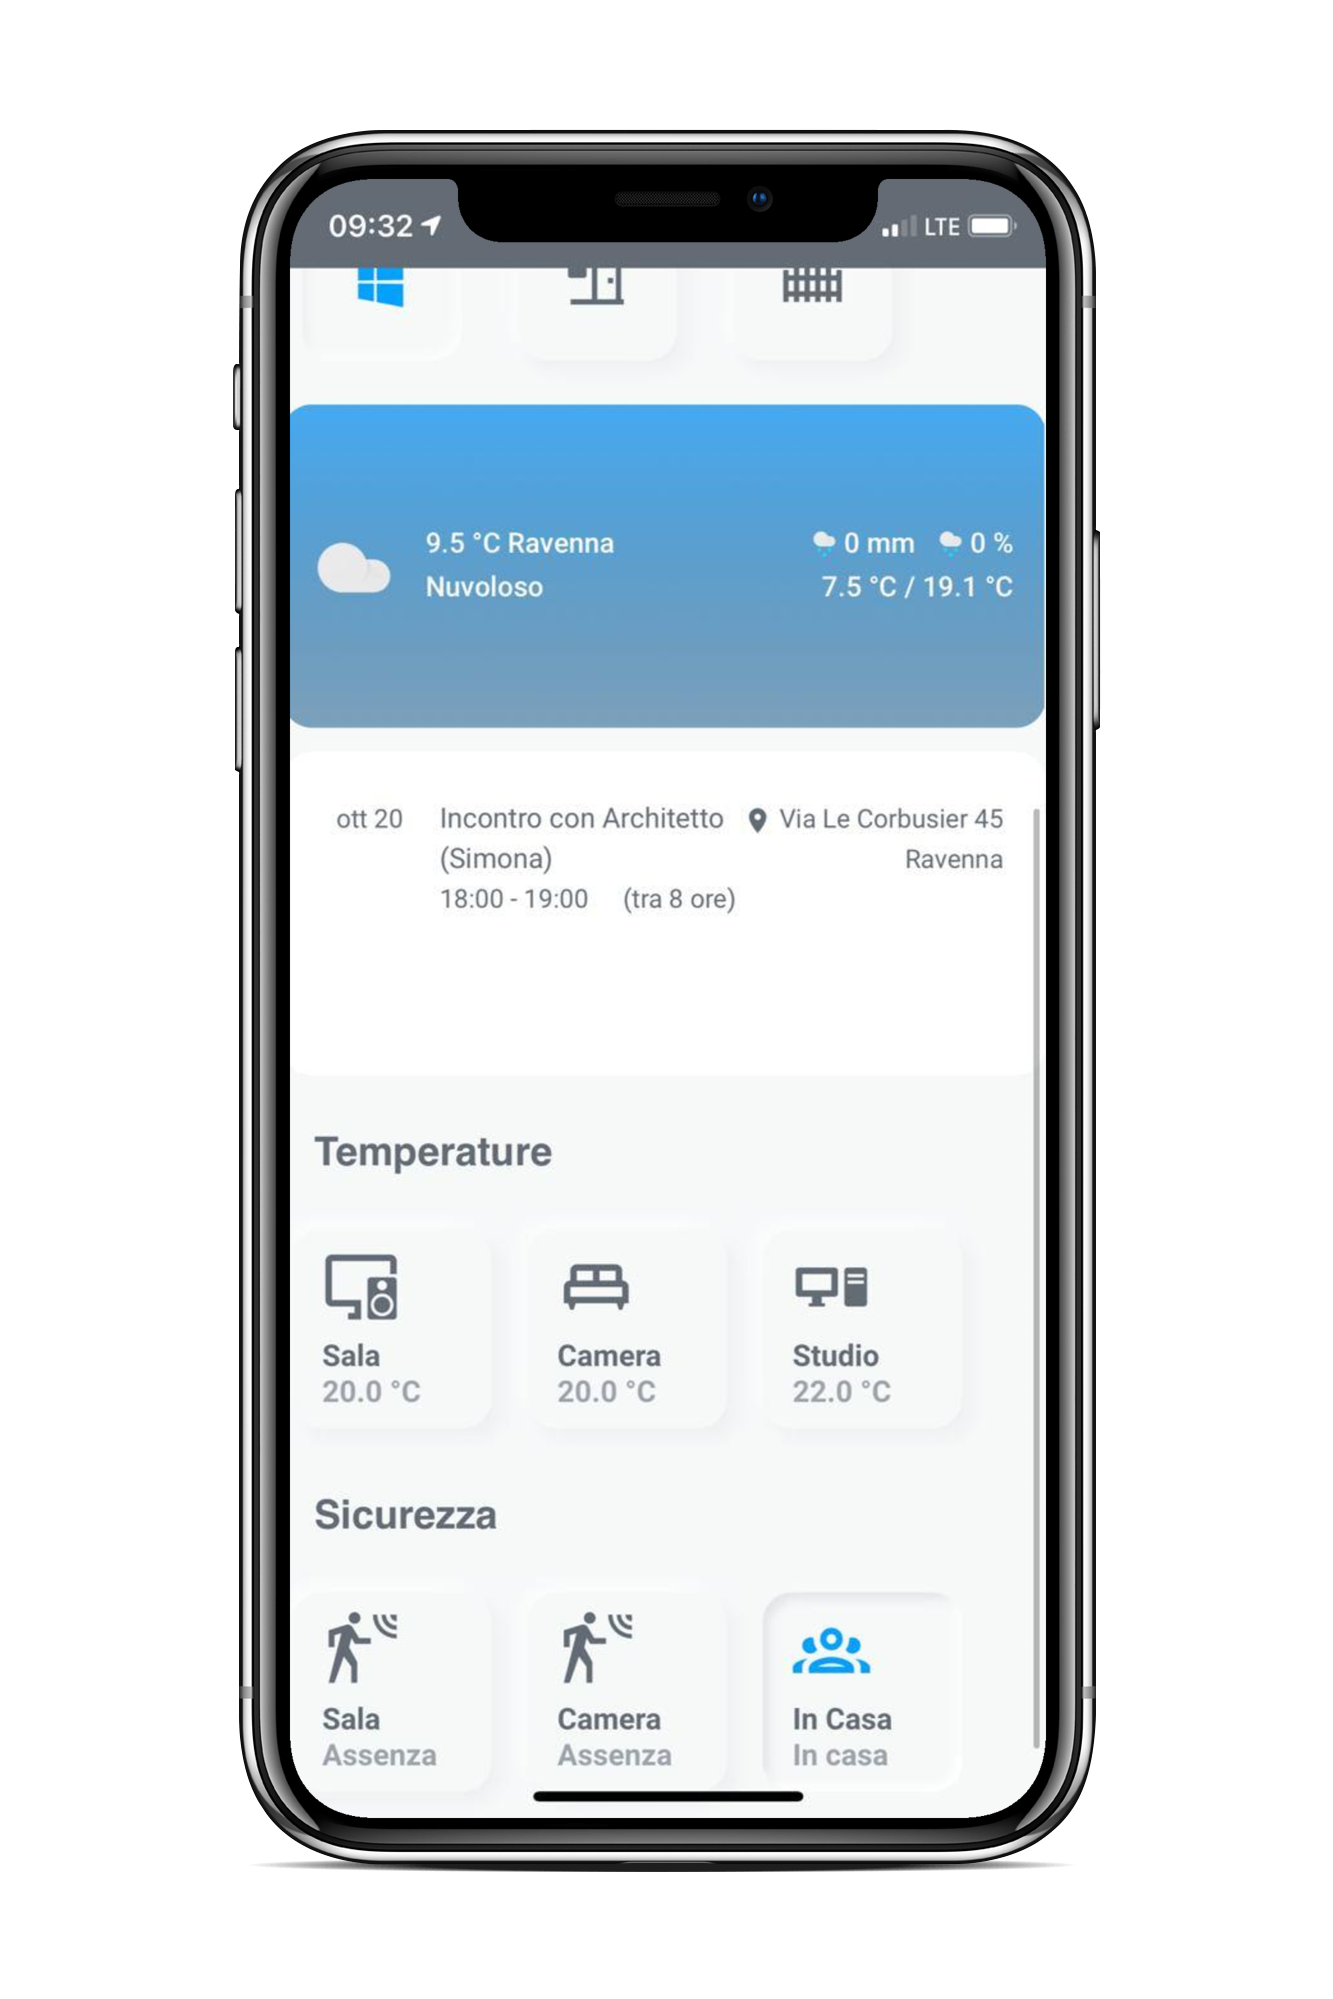 09:32 LTE
9.5 °C Ravenna 0 mm 0 %
Nuvoloso 7.5 °C / 19.1 °C
ott 20 Incontro con Architetto Via Le Corbusier 45
(Simona) Ravenna
18:00 - 19:00 (tra 8 ore)
Temperature
Sala Camera Studio
20.0 °C 20.0 °C 22.0 °C
Sicurezza
Sala Camera In Casa
Assenza Assenza In casa